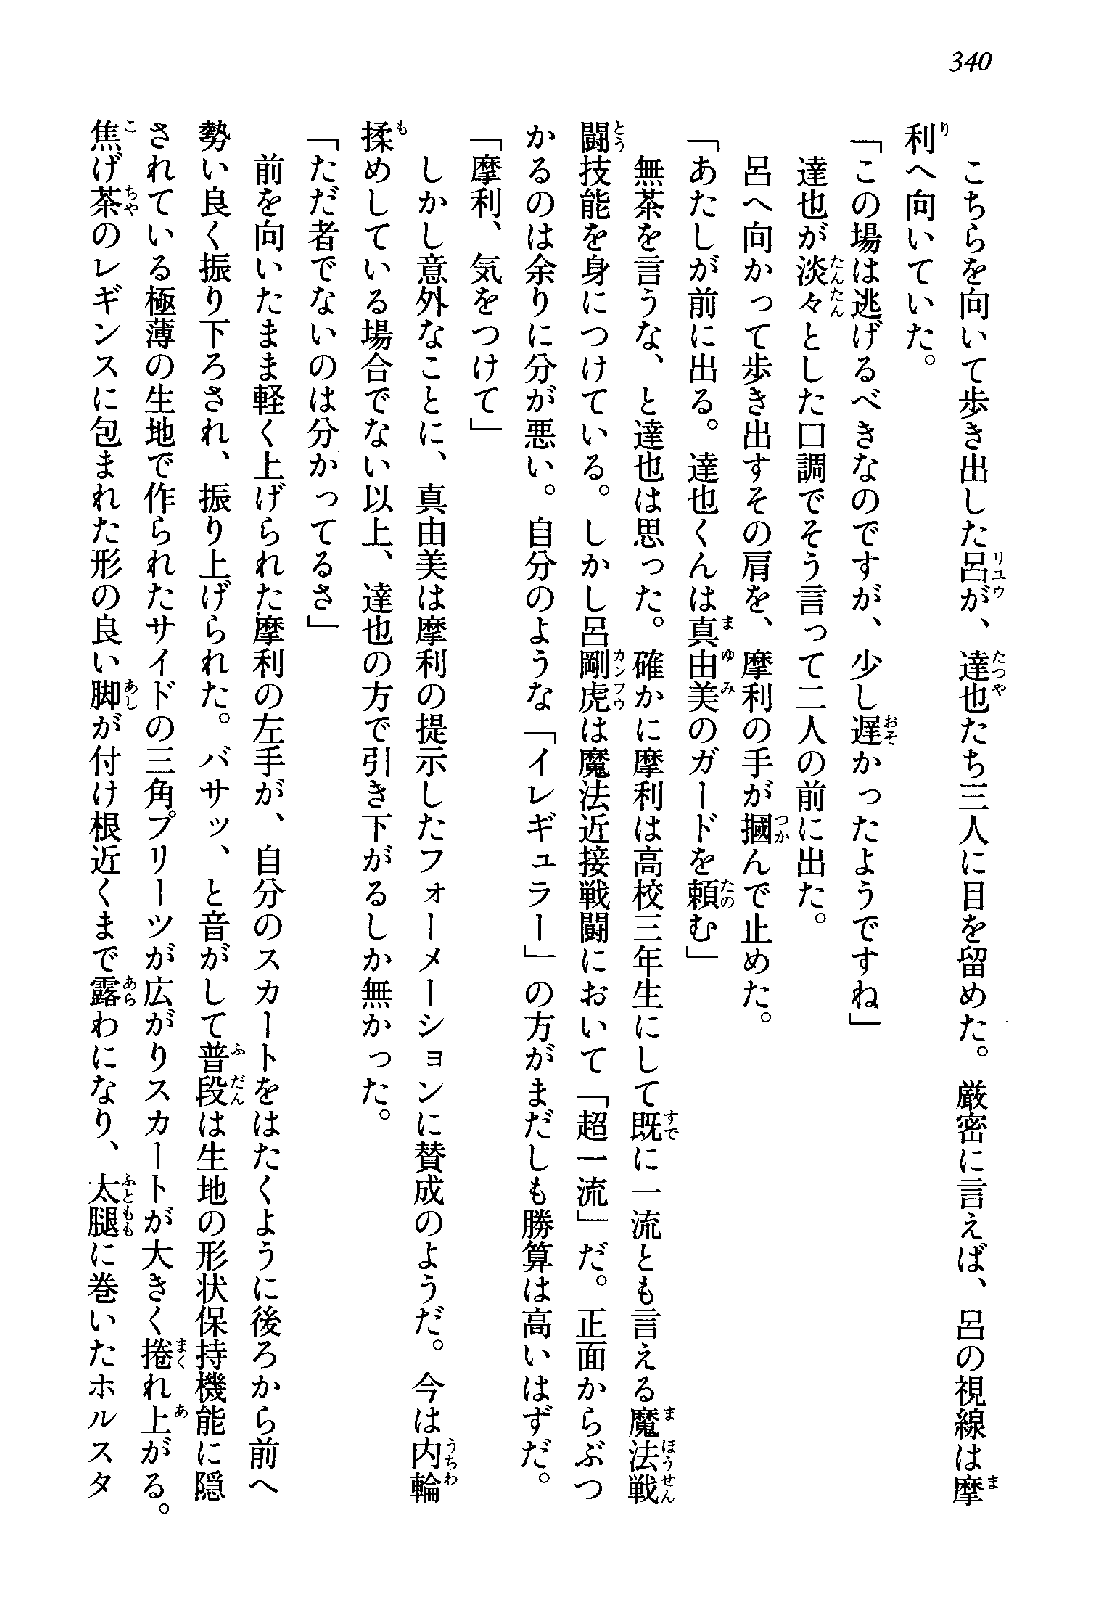 340
こちらを向いて歩き出した呂が、達也たち三人に目を留めた。厳密に言えば、呂の視線は摩
利へ向いていた。
「この場は逃げるべきなのですが、少し遅かったようですね」
達也が淡々とした口調でそう言って二人の前に出た。
呂へ向かって歩き出すその肩を、摩利の手が摑んで止めた。
「あたしが前に出る。達也くんは真由美のガードを頼む」
無茶を言うな、と達也は思った。確かに摩利は高校三年生にして既に一流とも言える魔法戦
闘技能を身につけている。しかし呂剛虎は魔法近接戦闘において「超一流」だ。正面からぶつ
かるのは余りに分が悪い。自分のような「イレギュラー」の方がまだしも勝算は高いはずだ。
「摩利、気をつけて」
しかし意外なことに、真由美は摩利の提示したフォーメーションに賛成のようだ。今は内輪
揉めしている場合でない以上、達也の方で引き下がるしか無かった。
「ただ者でないのは分かってるさ」
前を向いたまま軽く上げられた摩利の左手が、自分のスカートをはたくように後ろから前へ
勢い良く振り下ろされ、振り上げられた。バサッ、と音がして普段は生地の形状保持機能に隠
されている極薄の生地で作られたサイドの三角プリーツが広がりスカートが大きく捲れ上がる。
焦げ茶のレギンスに包まれた形の良い脚が付け根近くまで露わになり、太腿に巻いたホルスタ